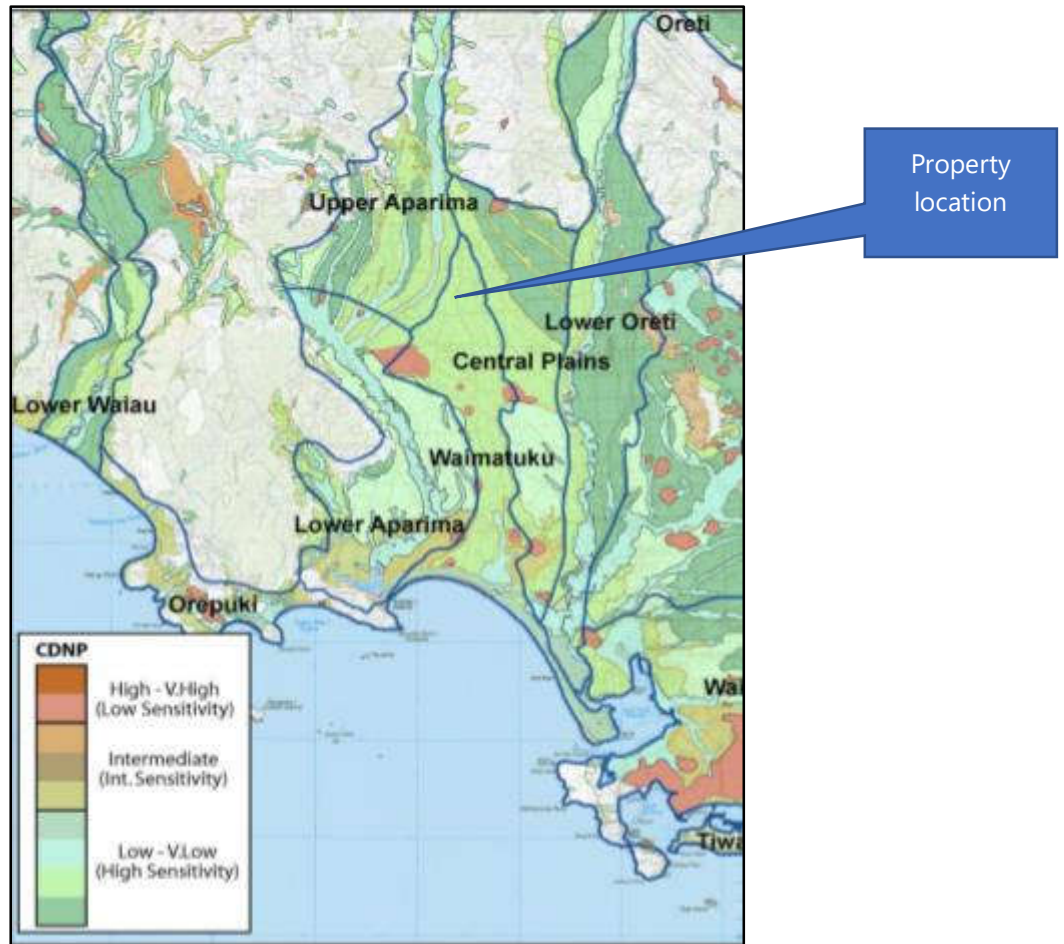 Oreti
Property
location
Upper Aparima
Lower Oreti
Central Plains
Lower Waiau
Waimatuku
Lower Aparima
Orepuki
CDNP
High - V.High
(Low Sensitivity)
Intermediate
(Int. Sensitivity)
Low - V.Low
(High Sensitivity)
Wai
Tiwa